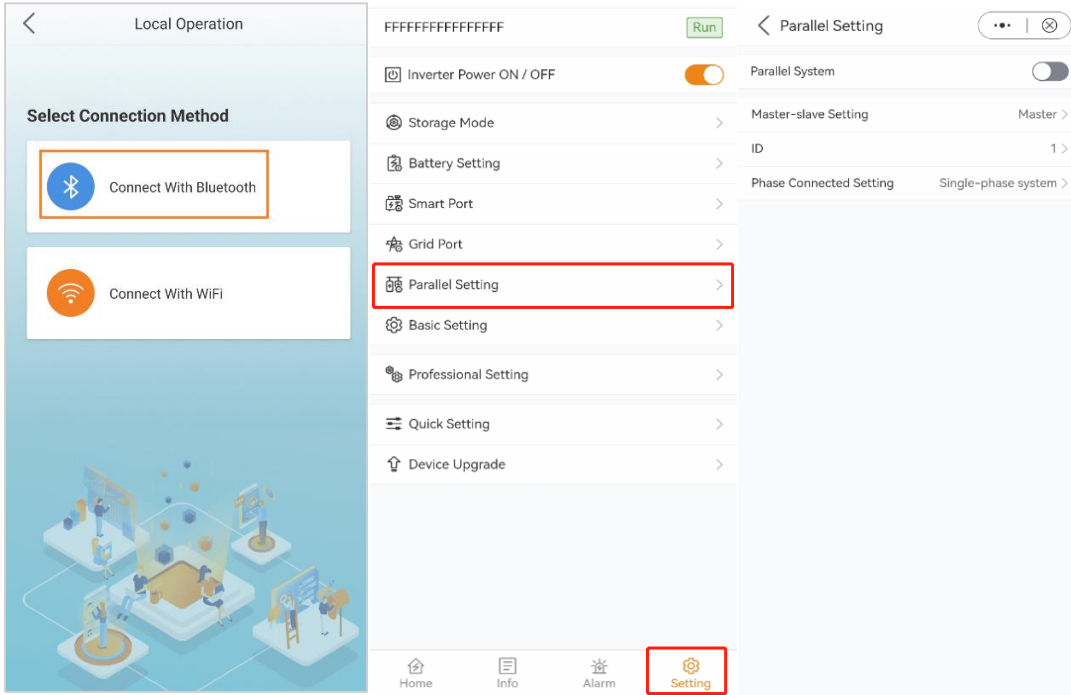 Local Operation
Select Connection Method
Connect With Bluetooth
Connect With WiFi
FFFFFFFFFFFFFFFF Run
Inverter Power ON / OFF
Storage Mode
Battery Setting
Smart Port
Grid Port
Parallel Setting
Basic Setting
Professional Setting
Quick Setting
Device Upgrade
Home Info Alarm Setting
Parallel Setting
Parallel System
Master-slave Setting Master
ID 1
Phase Connected Setting Single-phase system